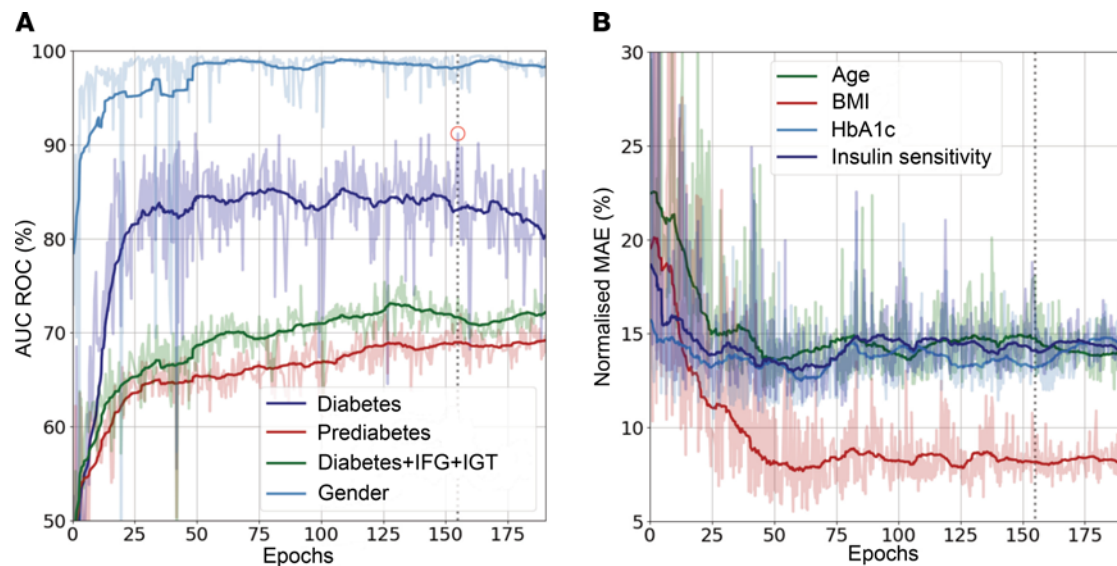 A
AUC ROC (%)
100
90
80
70
60
50
0
25
50
75
100
125
150
175
Epochs
Diabetes
Prediabetes
Diabetes+IFG+IGT
Gender
B
Normalised MAE (%)
30
25
20
15
10
5
0
25
50
75
100
125
150
175
Epochs
Age
BMI
HbA1c
Insulin sensitivity